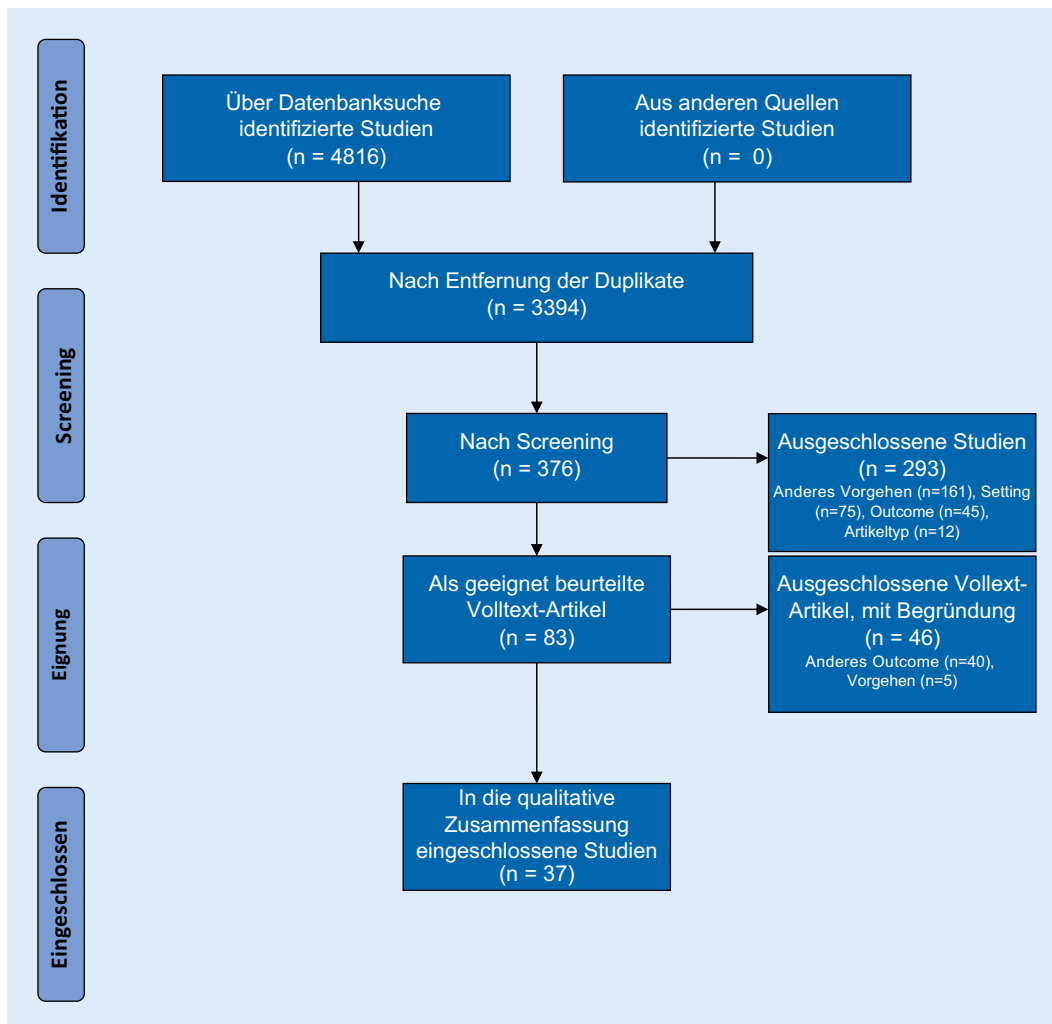 Identifikation
Über Datenbanksuche
identifizierte Studien
(n = 4816)
Aus anderen Quellen
identifizierte Studien
(n = 0)
Nach Entfernung der Duplikate
(n = 3394)
Screening
Nach Screening
(n = 376)
Ausgeschlossene Studien
(n = 293)
Anderes Vorgehen (n=161), Setting
(n=75), Outcome (n=45),
Artikeltyp (n=12)
Eignung
Als geeignet beurteilte
Volltext-Artikel
(n = 83)
Ausgeschlossene Vollext-
Artikel, mit Begründung
(n = 46)
Anderes Outcome (n=40),
Vorgehen (n=5)
Eingeschlossen
In die qualitative
Zusammenfassung
eingeschlossene Studien
(n = 37)